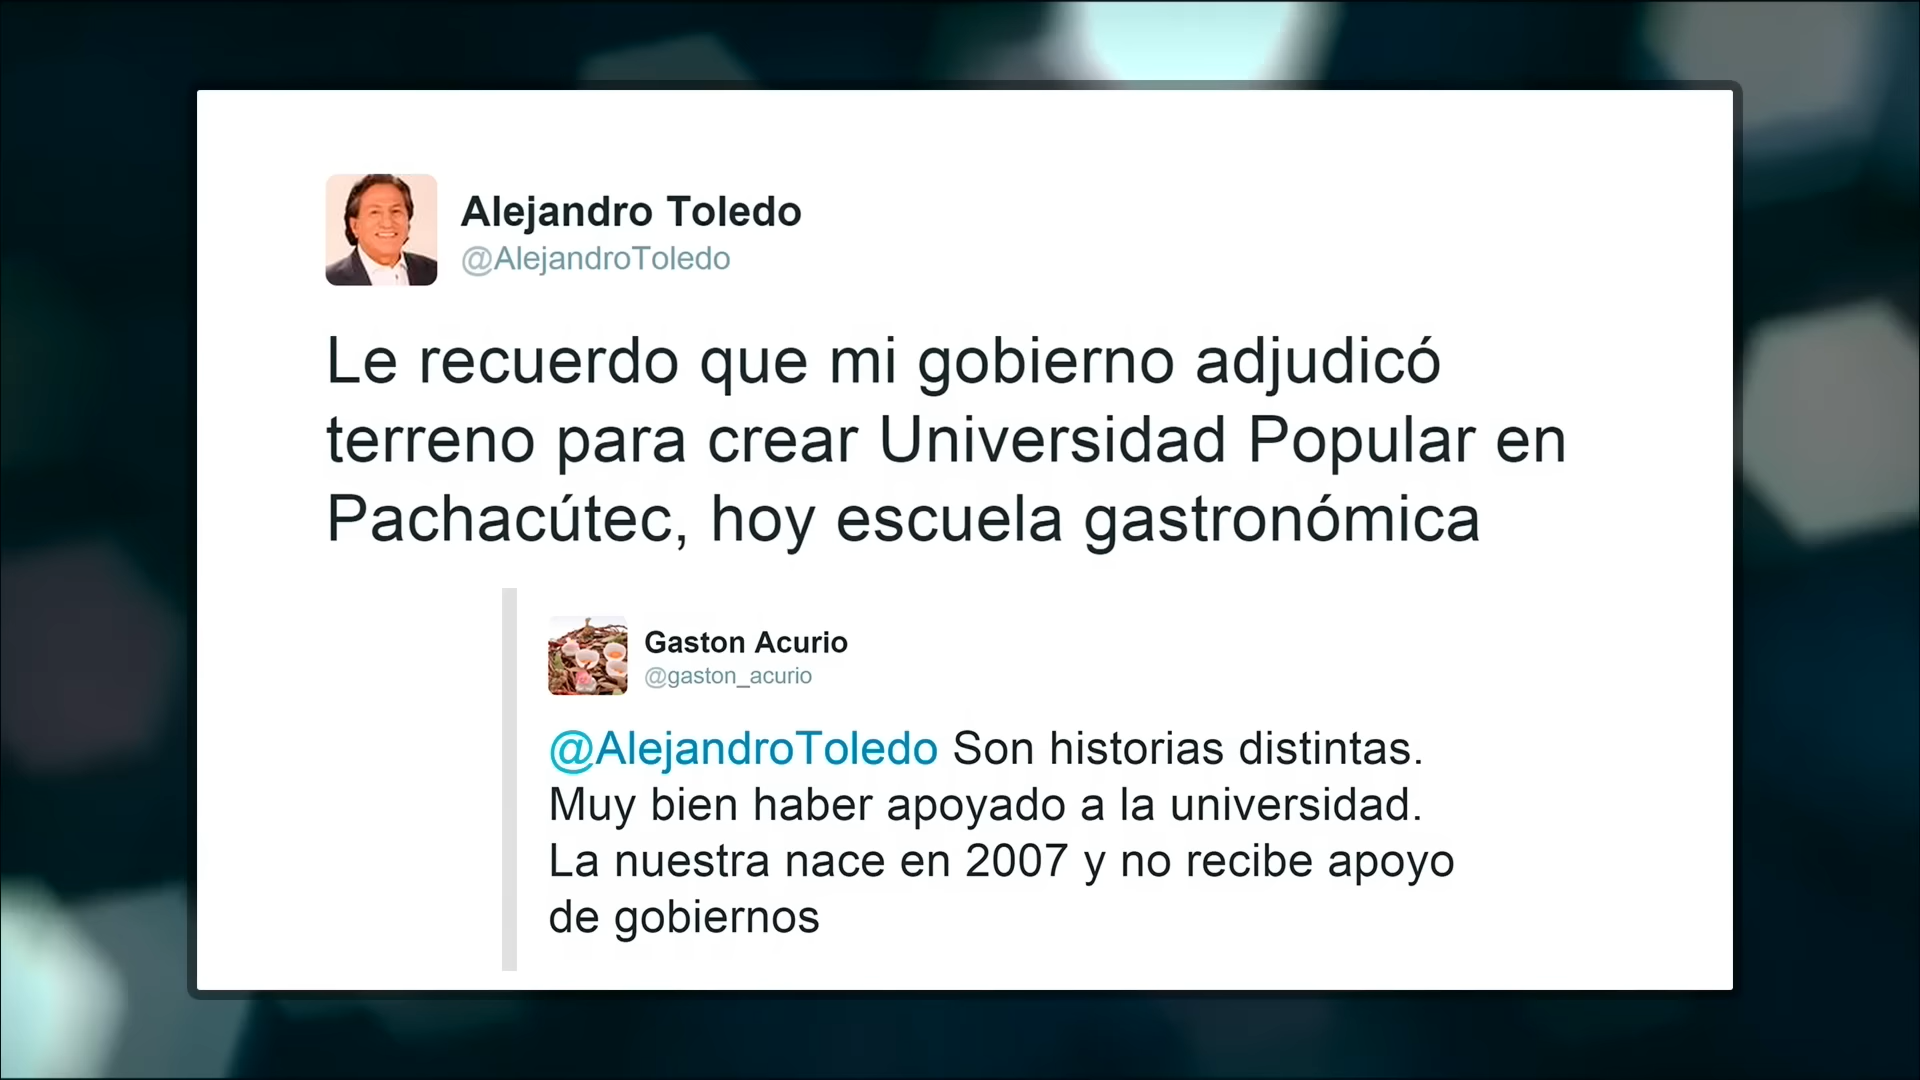 Alejandro Toledo
@AlejandroToledo
Le recuerdo que mi gobierno adjudicó
terreno para crear Universidad Popular en
Pachacútec, hoy escuela gastronómica
Gaston Acurio
@gaston_acurio
@AlejandroToledo Son historias distintas.
Muy bien haber apoyado a la universidad.
La nuestra nace en 2007 y no recibe apoyo
de gobiernos